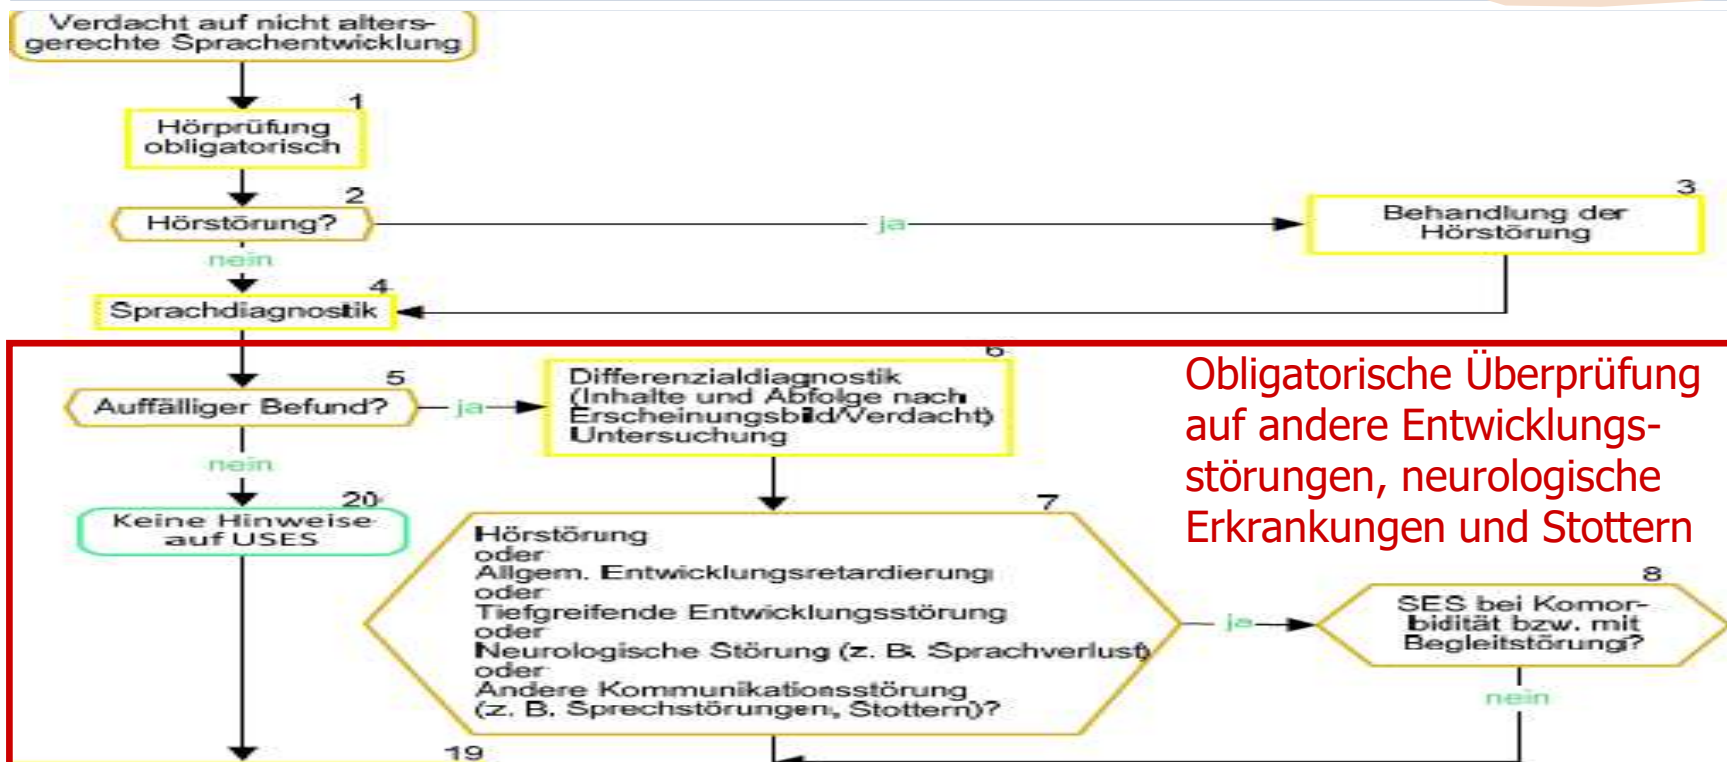 Verdacht auf nicht alters-
gerechte Sprachentwicklung
1
Hörprüfung
obligatorisch
2
Hörstörung?
ja
3
Behandlung der
Hörstörung
nein
4
Sprachdiagnostik
5
Auffälliger Befund?
ja
6
Differenzialdiagnostik
(Inhalte und Abfolge nach
Erscheinungsbild/Verdacht)
Untersuchung
Obligatorische Überprüfung
auf andere Entwicklungs-
störungen, neurologische
Erkrankungen und Stottern
nein
20
Keine Hinweise
auf USES
7
Hörstörung
oder
Allgem. Entwicklungsretardierung
oder
Tiefgreifende Entwicklungsstörung
oder
Neurologische Störung (z. B. Sprachverlust)
oder
Andere Kommunikationsstörung
(z. B. Sprechstörungen, Stottern)?
ja
8
SES bei Komor-
bidität bzw. mit
Begleitstörung?
nein
19